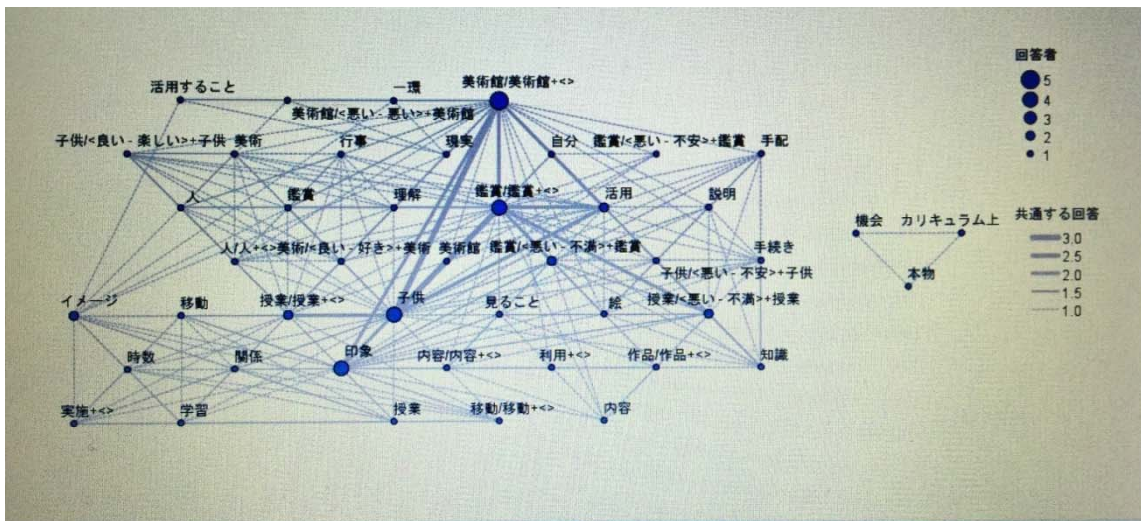 回答者
活用すること 一環 美術館/美術館+<>
5
4
美術館/<悪い - 悪い>+美術館
3
2
子供/<良い - 楽しい>+子供 美術 行事 現実 自分 鑑賞/<悪い - 不安>+鑑賞 手配
1
人 鑑賞 理解 鑑賞/鑑賞+<> 活用 説明
機会 カリキュラム上 共通する回答
3.0
人/人+<> 美術/<良い - 好き>+美術 美術館 鑑賞/<悪い - 不満>+鑑賞 手続き
2.5
子供/<悪い - 不安>+子供 本物
2.0
1.5
イメージ 移動 授業/授業+<> 子供 見ること 絵 授業/<悪い - 不満>+授業
1.0
時数 関係 印象 内容/内容+<> 利用+<> 作品/作品+<> 知識
実施+<> 学習 授業 移動/移動+<> 内容